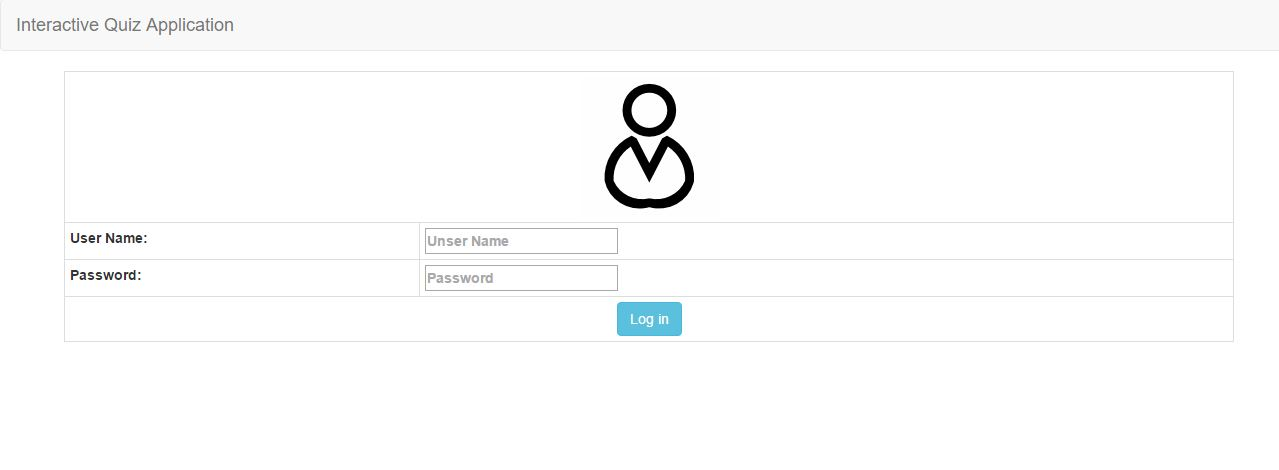 Interactive Quiz Application
User Name: Unser Name
Password: Password
Log in